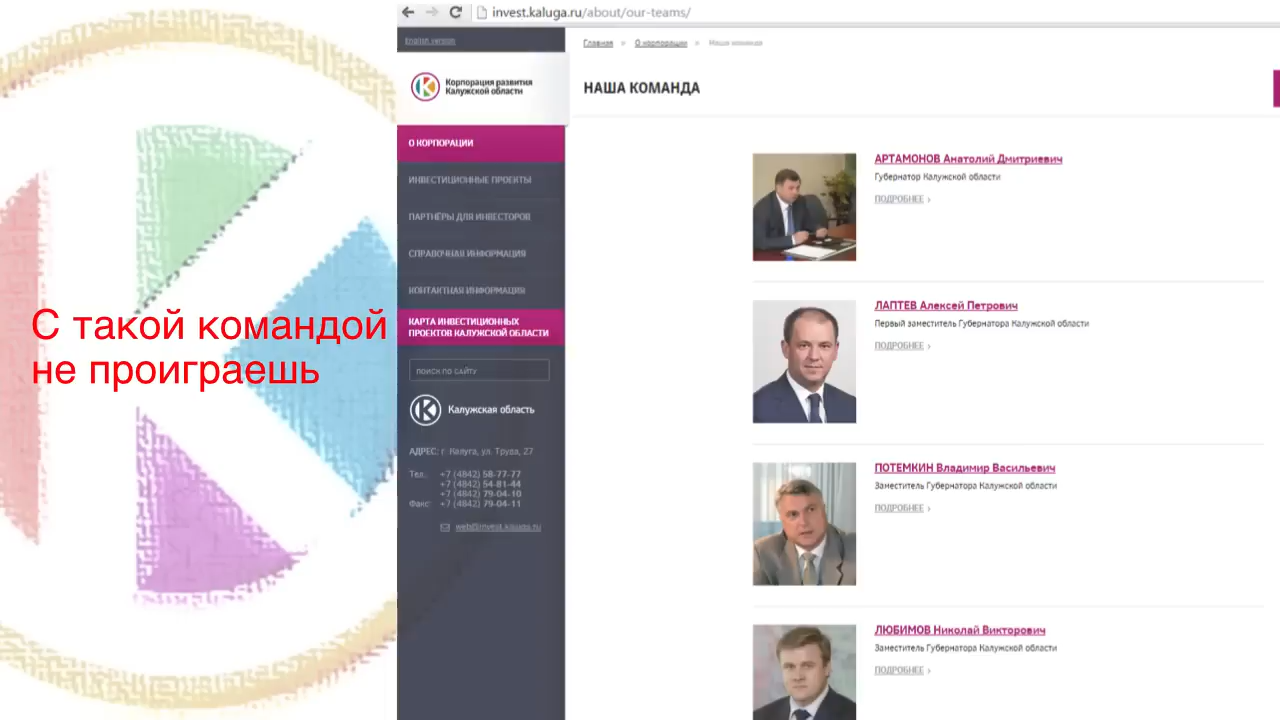 С такой командой
не проиграешь
invest.kaluga.ru/about/our-teams/
English version
Корпорация развития
Калужской области
О КОРПОРАЦИИ
ИНВЕСТИЦИОННЫЕ ПРОЕКТЫ
ПАРТНЁРЫ ДЛЯ ИНВЕСТОРОВ
СПРАВОЧНАЯ ИНФОРМАЦИЯ
КОНТАКТНАЯ ИНФОРМАЦИЯ
КАРТА ИНВЕСТИЦИОННЫХ
ПРОЕКТОВ КАЛУЖСКОЙ ОБЛАСТИ
ПОИСК ПО САЙТУ
Калужская область
АДРЕС: г. Калуга, ул. Труда, 27
Тел.: +7 (4842) 58-77-77
+7 (4842) 54-81-44
+7 (4842) 79-04-10
Факс: +7 (4842) 79-04-11
web@invest.kaluga.ru
Главная » О корпорации » Наша команда
НАША КОМАНДА
АРТАМОНОВ Анатолий Дмитриевич
Губернатор Калужской области
ПОДРОБНЕЕ ›
ЛАПТЕВ Алексей Петрович
Первый заместитель Губернатора Калужской области
ПОДРОБНЕЕ ›
ПОТЕМКИН Владимир Васильевич
Заместитель Губернатора Калужской области
ПОДРОБНЕЕ ›
ЛЮБИМОВ Николай Викторович
Заместитель Губернатора Калужской области
ПОДРОБНЕЕ ›